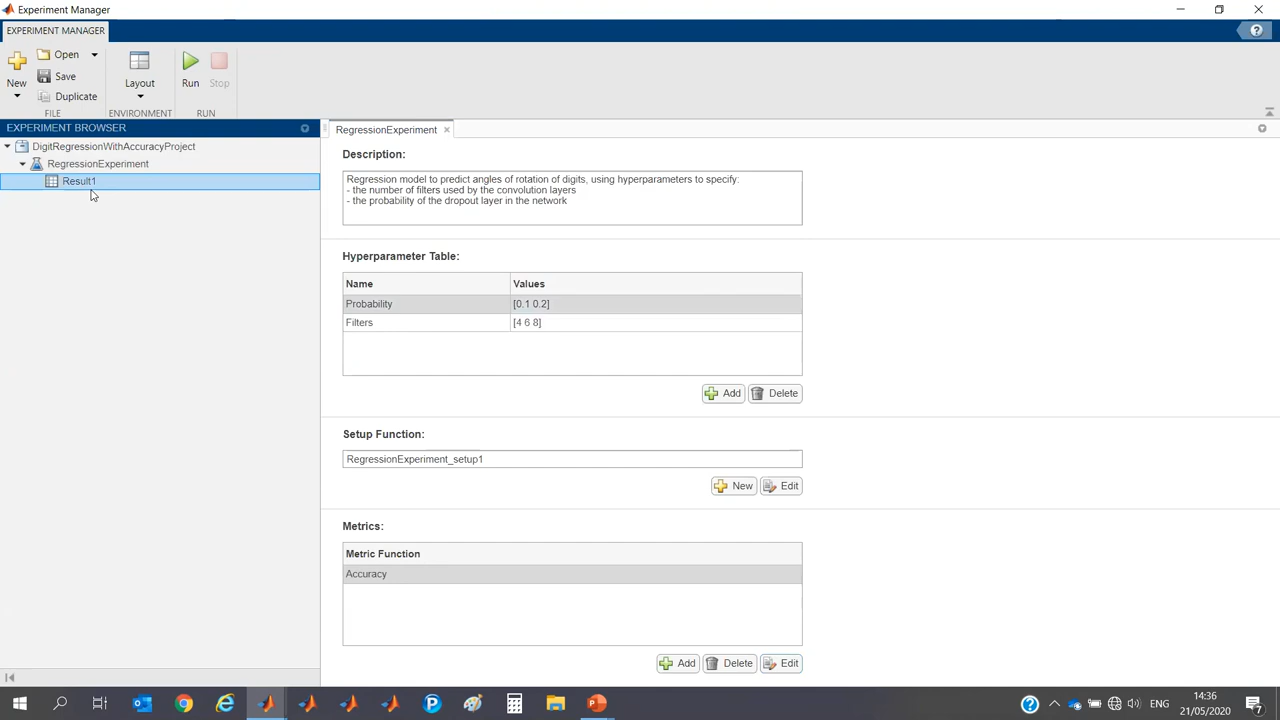 Experiment Manager
EXPERIMENT MANAGER
New
Open
Save
Duplicate
Layout
Run
Stop
FILE
ENVIRONMENT
RUN
EXPERIMENT BROWSER
DigitRegressionWithAccuracyProject
RegressionExperiment
Result1
RegressionExperiment
Description:
Regression model to predict angles of rotation of digits, using hyperparameters to specify:
- the number of filters used by the convolution layers
- the probability of the dropout layer in the network
Hyperparameter Table:
Name Values
Probability [0.1 0.2]
Filters [4 6 8]
Add Delete
Setup Function:
RegressionExperiment_setup1
New Edit
Metrics:
Metric Function
Accuracy
Add Delete Edit
ENG
14:36
21/05/2020
7